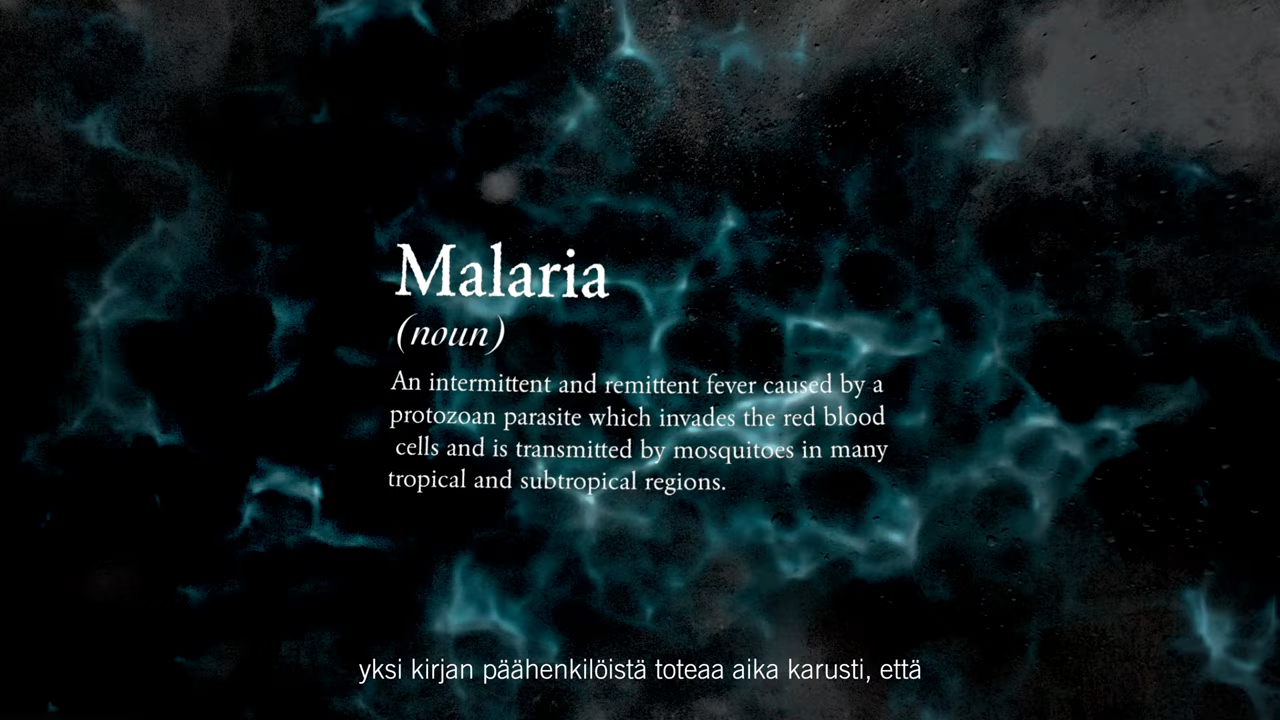 Malaria
(noun)
An intermittent and remittent fever caused by a
protozoan parasite which invades the red blood
cells and is transmitted by mosquitoes in many
tropical and subtropical regions.
yksi kirjan päähenkilöistä toteaa aika karusti, että